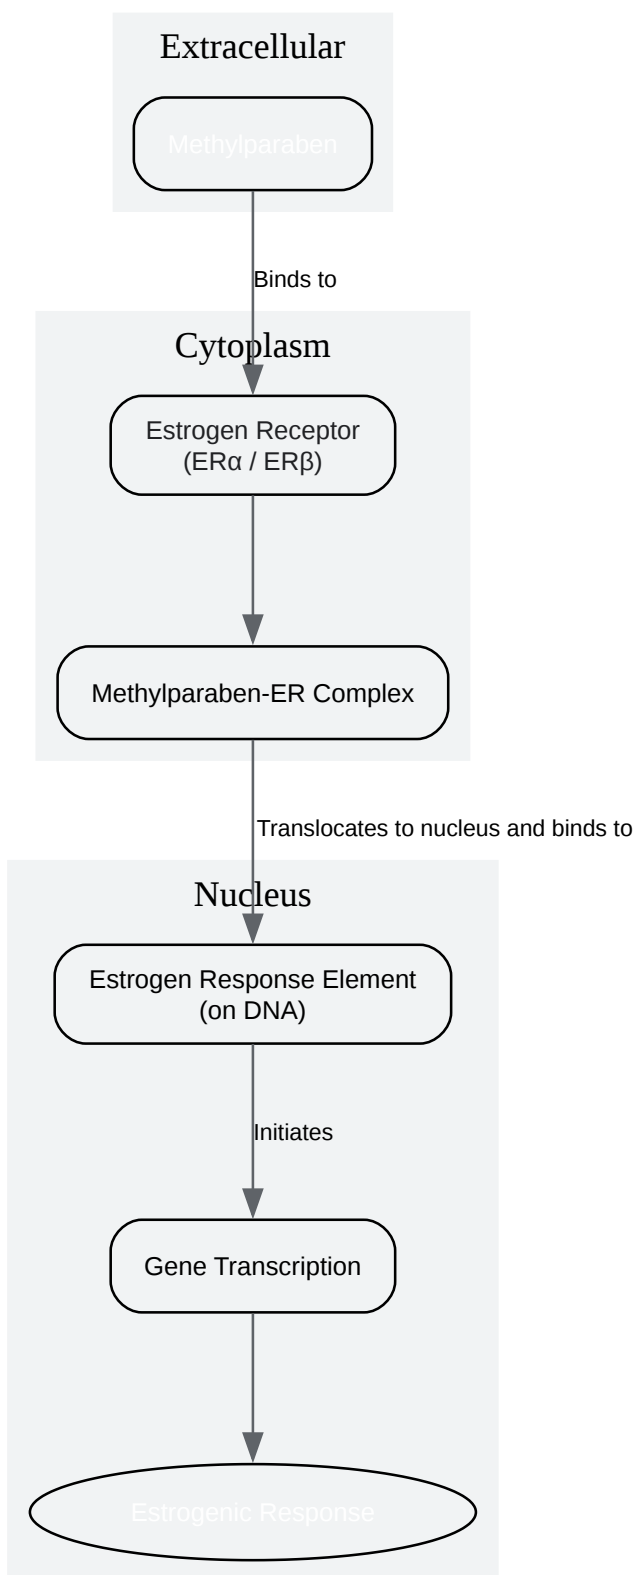 Extracellular
Methylparaben
Binds to
Cytoplasm
Estrogen Receptor
(ERα / ERβ)
Methylparaben-ER Complex
Translocates to nucleus and binds to
Nucleus
Estrogen Response Element
(on DNA)
Initiates
Gene Transcription
Estrogenic Response